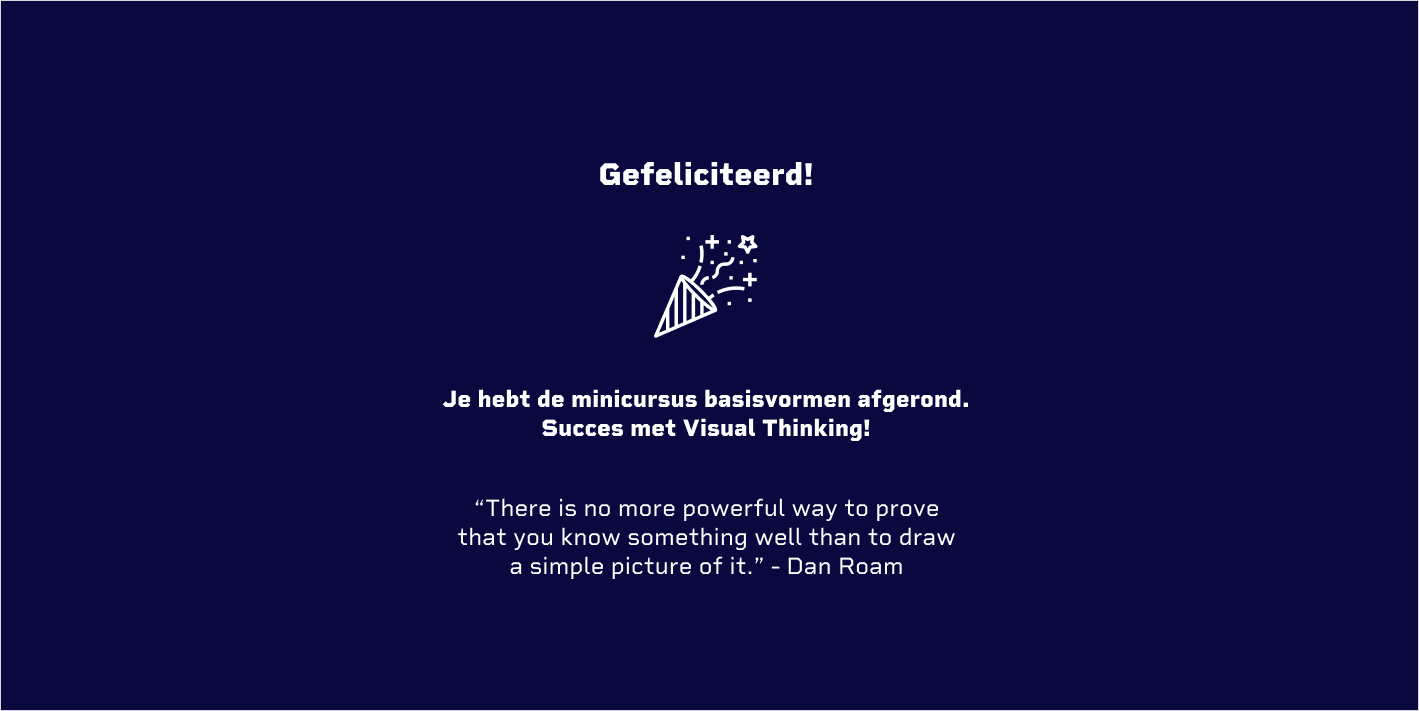 Gefeliciteerd!
Je hebt de minicursus basisvormen afgerond.
Succes met Visual Thinking!
“There is no more powerful way to prove
that you know something well than to draw
a simple picture of it.” - Dan Roam